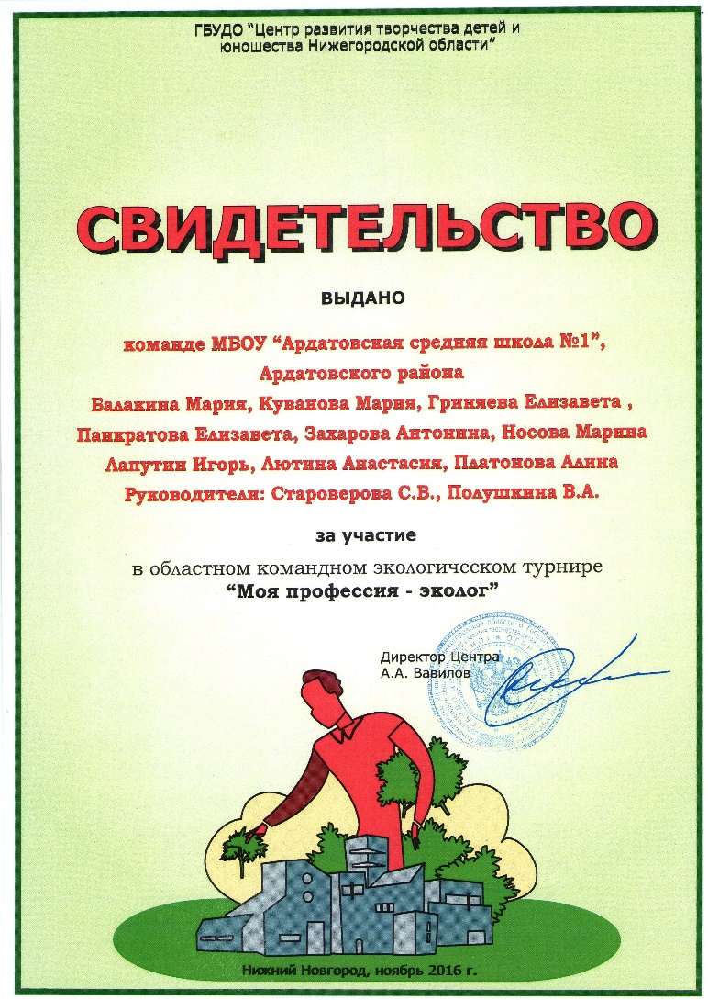 ГБУДО "Центр развития творчества детей и
юношества Нижегородской области"
СВИДЕТЕЛЬСТВО
ВЫДАНО
команде МБОУ "Ардатовская средняя школа №1",
Ардатовского района
Балакина Мария, Куванова Мария, Гриняева Елизавета ,
Панкратова Елизавета, Захарова Антонина, Носова Марина
Лапутин Игорь, Лютина Анастасия, Платонова Алина
Руководители: Староверова С.В., Полушкина В.А.
за участие
в областном командном экологическом турнире
"Моя профессия - эколог"
Директор Центра
А.А. Вавилов
Нижний Новгород, ноябрь 2016 г.